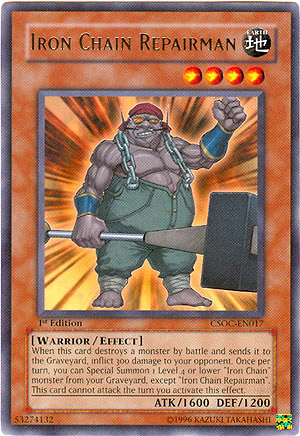 IRON CHAIN REPAIRMAN
EARTH
地
1st Edition
CSOC-EN017
[WARRIOR / EFFECT]
When this card destroys a monster by battle and sends it to
the Graveyard, inflict 300 damage to your opponent. Once per
turn, you can Special Summon 1 Level 4 or lower "Iron Chain"
monster from your Graveyard, except "Iron Chain Repairman".
This card cannot attack the turn you activate this effect.
ATK/1600 DEF/1200
53274132
©1996 KAZUKI TAKAHASHI